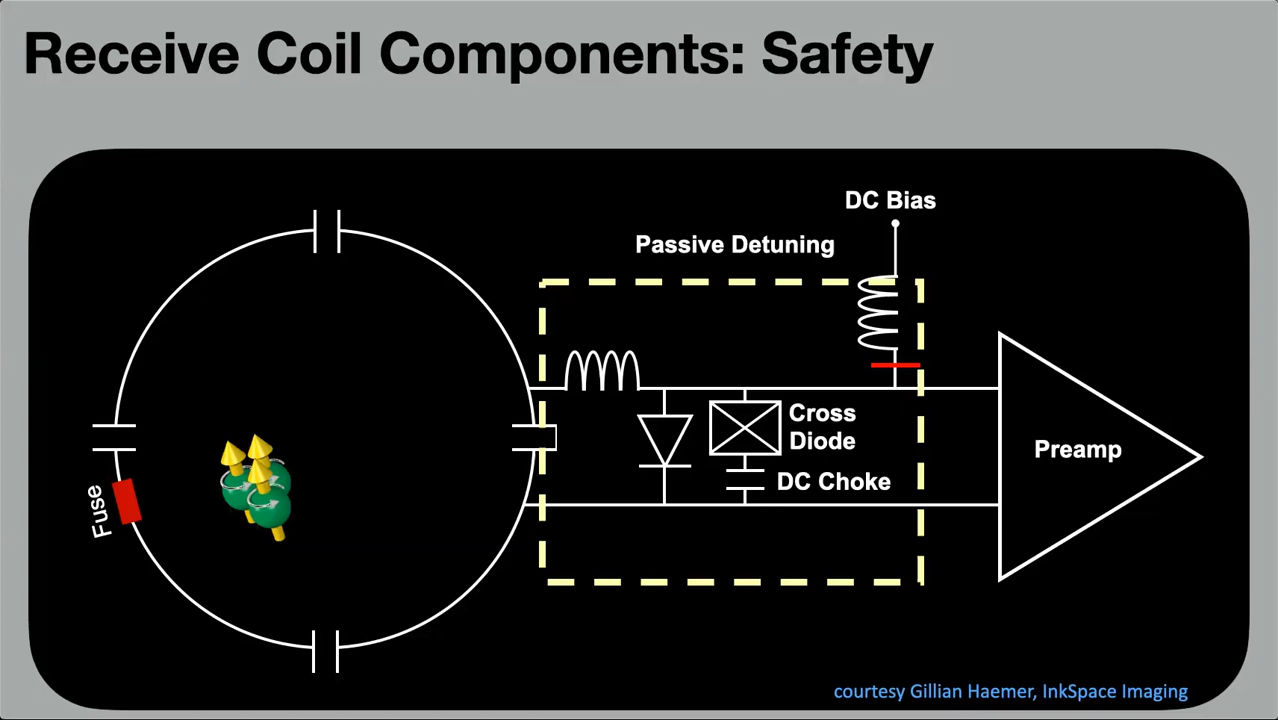 Receive Coil Components: Safety
DC Bias
Passive Detuning
Cross
Diode
DC Choke
Preamp
Fuse
courtesy Gillian Haemer, InkSpace Imaging